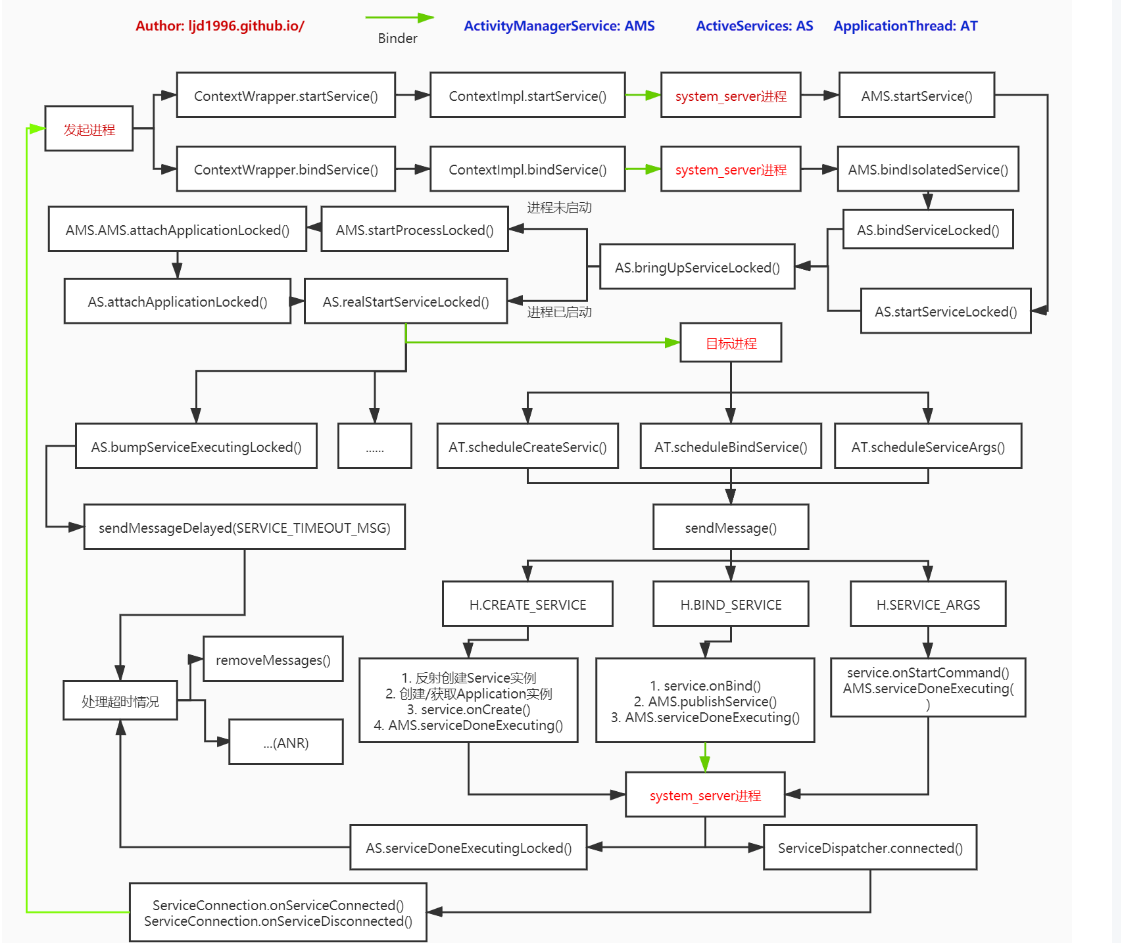 Author: ljd1996.github.io/
Binder
ActivityManagerService: AMS
ActiveServices: AS
ApplicationThread: AT
发起进程
ContextWrapper.startService()
ContextImpl.startService()
system_server进程
AMS.startService()
ContextWrapper.bindService()
ContextImpl.bindService()
system_server进程
AMS.bindIsolatedService()
进程未启动
AMS.AMS.attachApplicationLocked()
AMS.startProcessLocked()
AS.bindServiceLocked()
AS.bringUpServiceLocked()
AS.attachApplicationLocked()
AS.realStartServiceLocked()
进程已启动
AS.startServiceLocked()
目标进程
AS.bumpServiceExecutingLocked()
......
AT.scheduleCreateServic()
AT.scheduleBindService()
AT.scheduleServiceArgs()
sendMessageDelayed(SERVICE_TIMEOUT_MSG)
sendMessage()
H.CREATE_SERVICE
H.BIND_SERVICE
H.SERVICE_ARGS
removeMessages()
处理超时情况
...(ANR)
1. 反射创建Service实例
2. 创建/获取Application实例
3. service.onCreate()
4. AMS.serviceDoneExecuting()
1. service.onBind()
2. AMS.publishService()
3. AMS.serviceDoneExecuting()
service.onStartCommand()
AMS.serviceDoneExecuting(
)
system_server进程
AS.serviceDoneExecutingLocked()
ServiceDispatcher.connected()
ServiceConnection.onServiceConnected()
ServiceConnection.onServiceDisconnected()